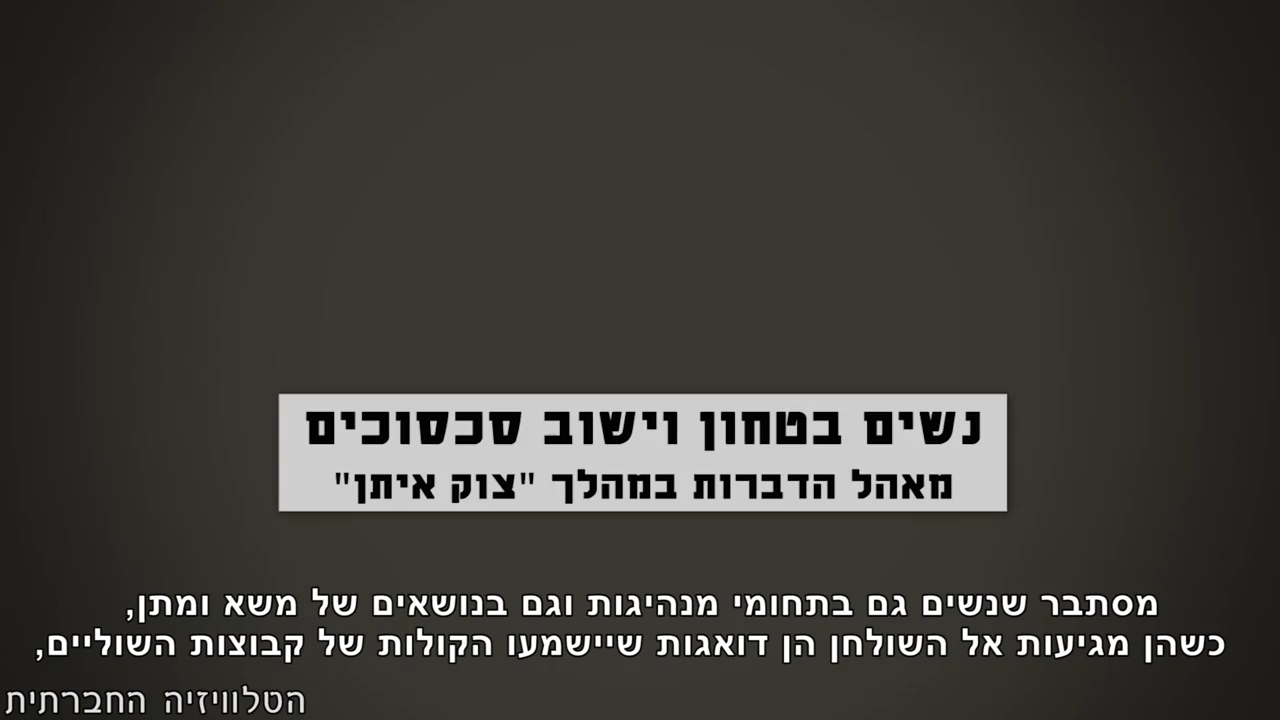 נשים בטחון וישוב סכסוכים
מאהל הדברות במהלך "צוק איתן"
מסתבר שנשים גם בתחומי מנהיגות וגם בנושאים של משא ומתן,
כשהן מגיעות אל השולחן הן דואגות שיישמעו הקולות של קבוצות השוליים,
הטלוויזיה החברתית